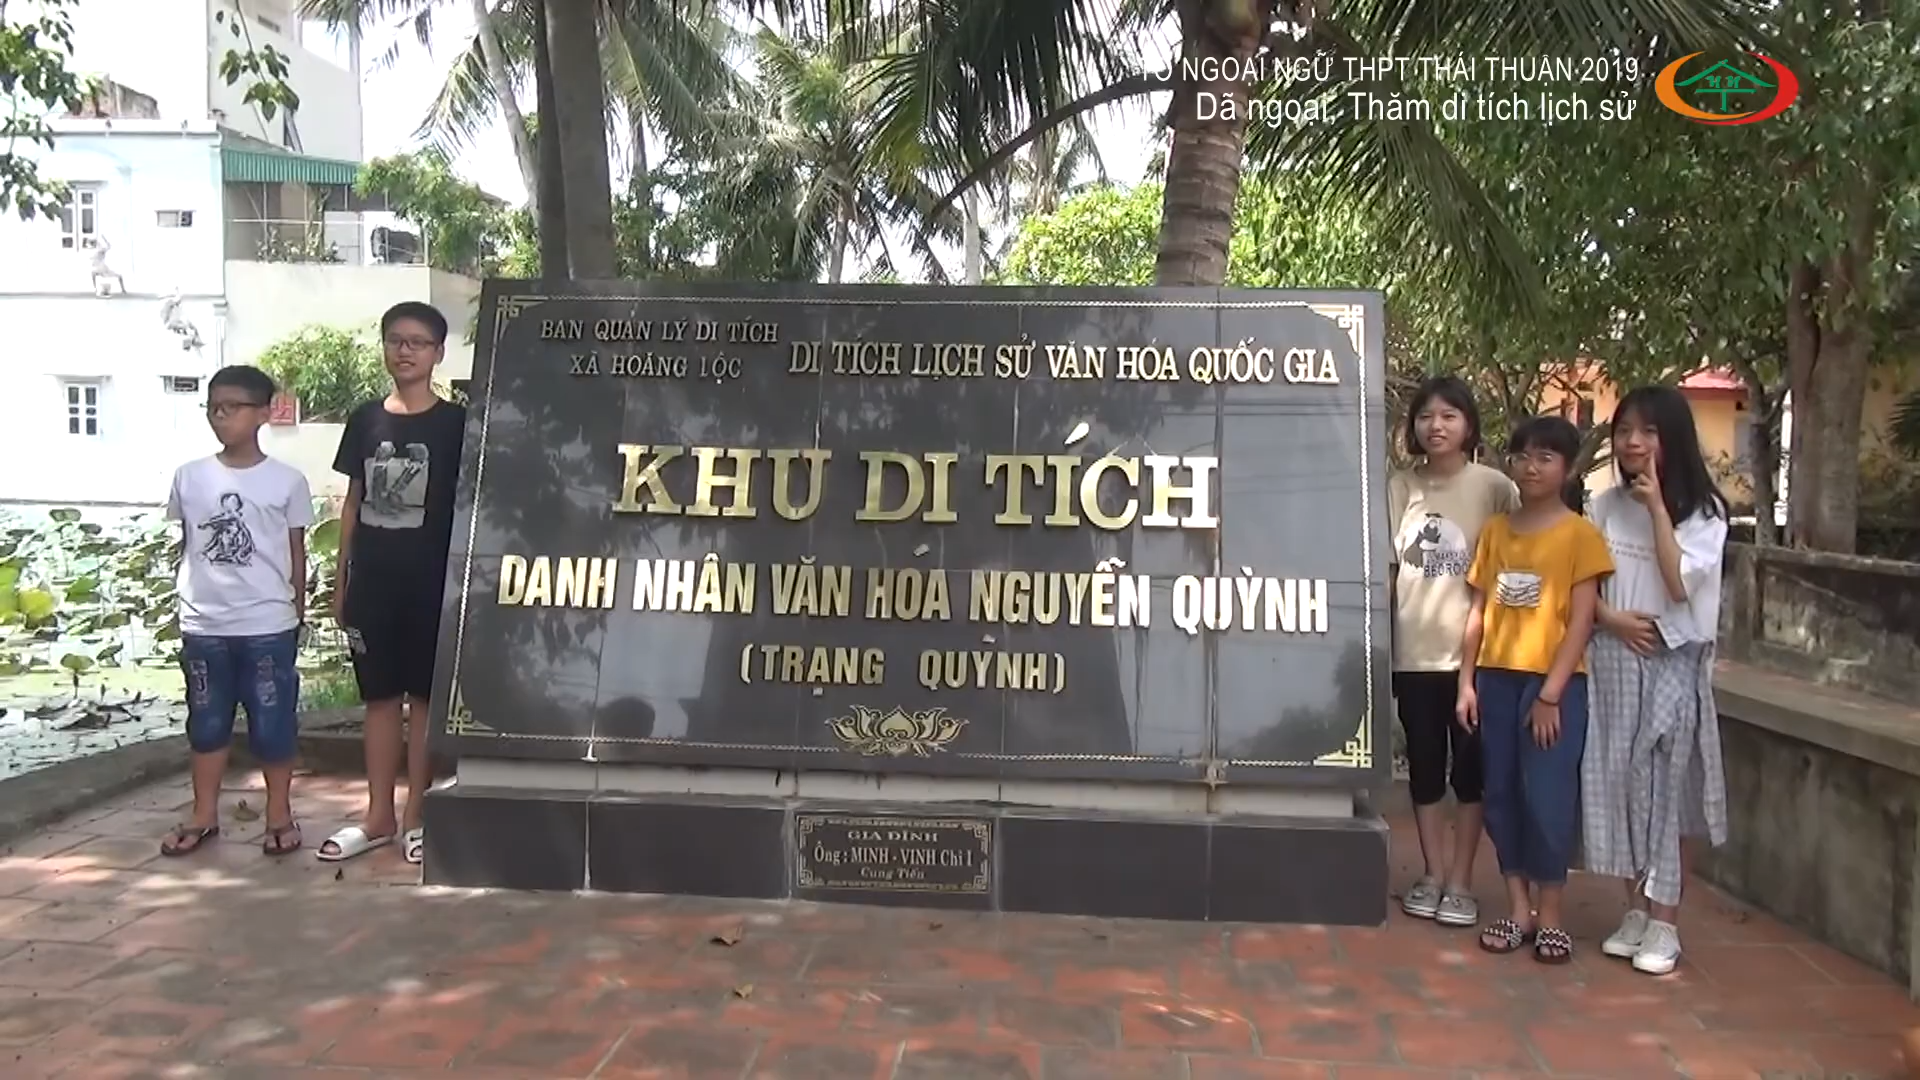 TỔ NGOẠI NGỮ THPT THÁI THUẬN 2019
Dã ngoại, Thăm di tích lịch sử
BAN QUẢN LÝ DI TÍCH
XÃ HOẰNG LỘC
DI TÍCH LỊCH SỬ VĂN HÓA QUỐC GIA
KHU DI TÍCH
DANH NHÂN VĂN HÓA NGUYỄN QUỲNH
(TRẠNG QUỲNH)
GIA ĐÌNH
Ông : MINH - VINH Chi I
Cung Tiến